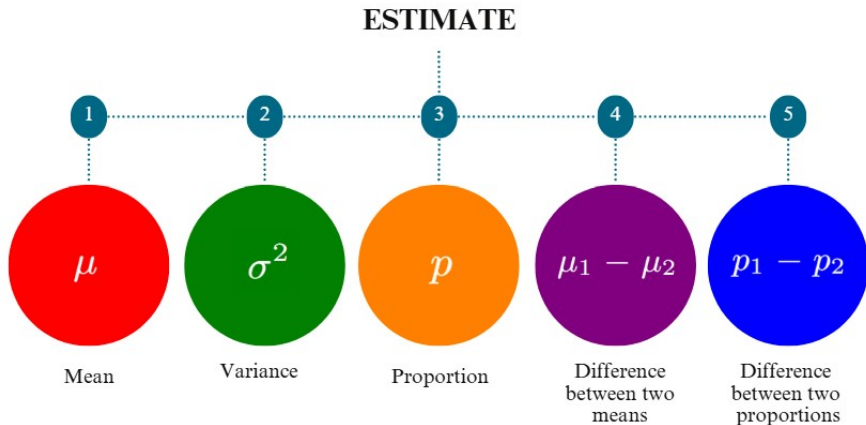 ESTIMATE
1 2 3 4 5
μ σ² p μ₁ − μ₂ p₁ − p₂
Mean Variance Proportion Difference between two means Difference between two proportions